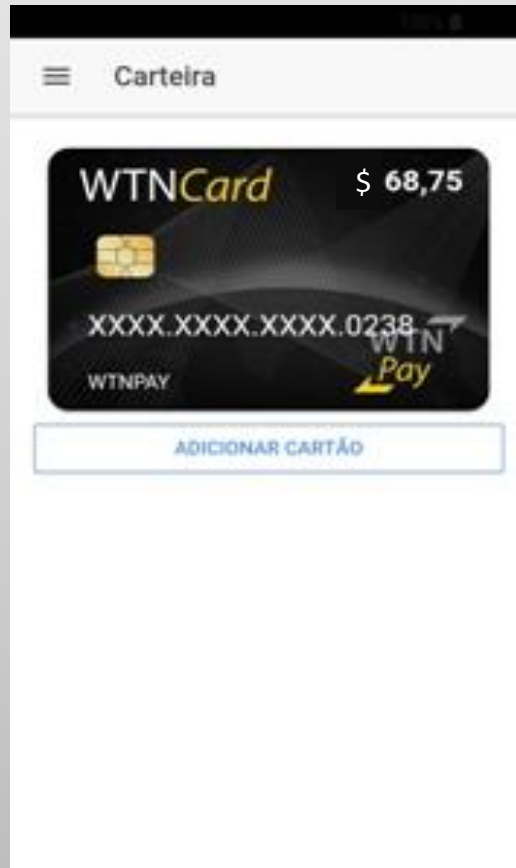 Carteira
WTNCard $ 68,75
XXXX.XXXX.XXXX.0238
WTN
WTNPAY Pay
ADICIONAR CARTÃO